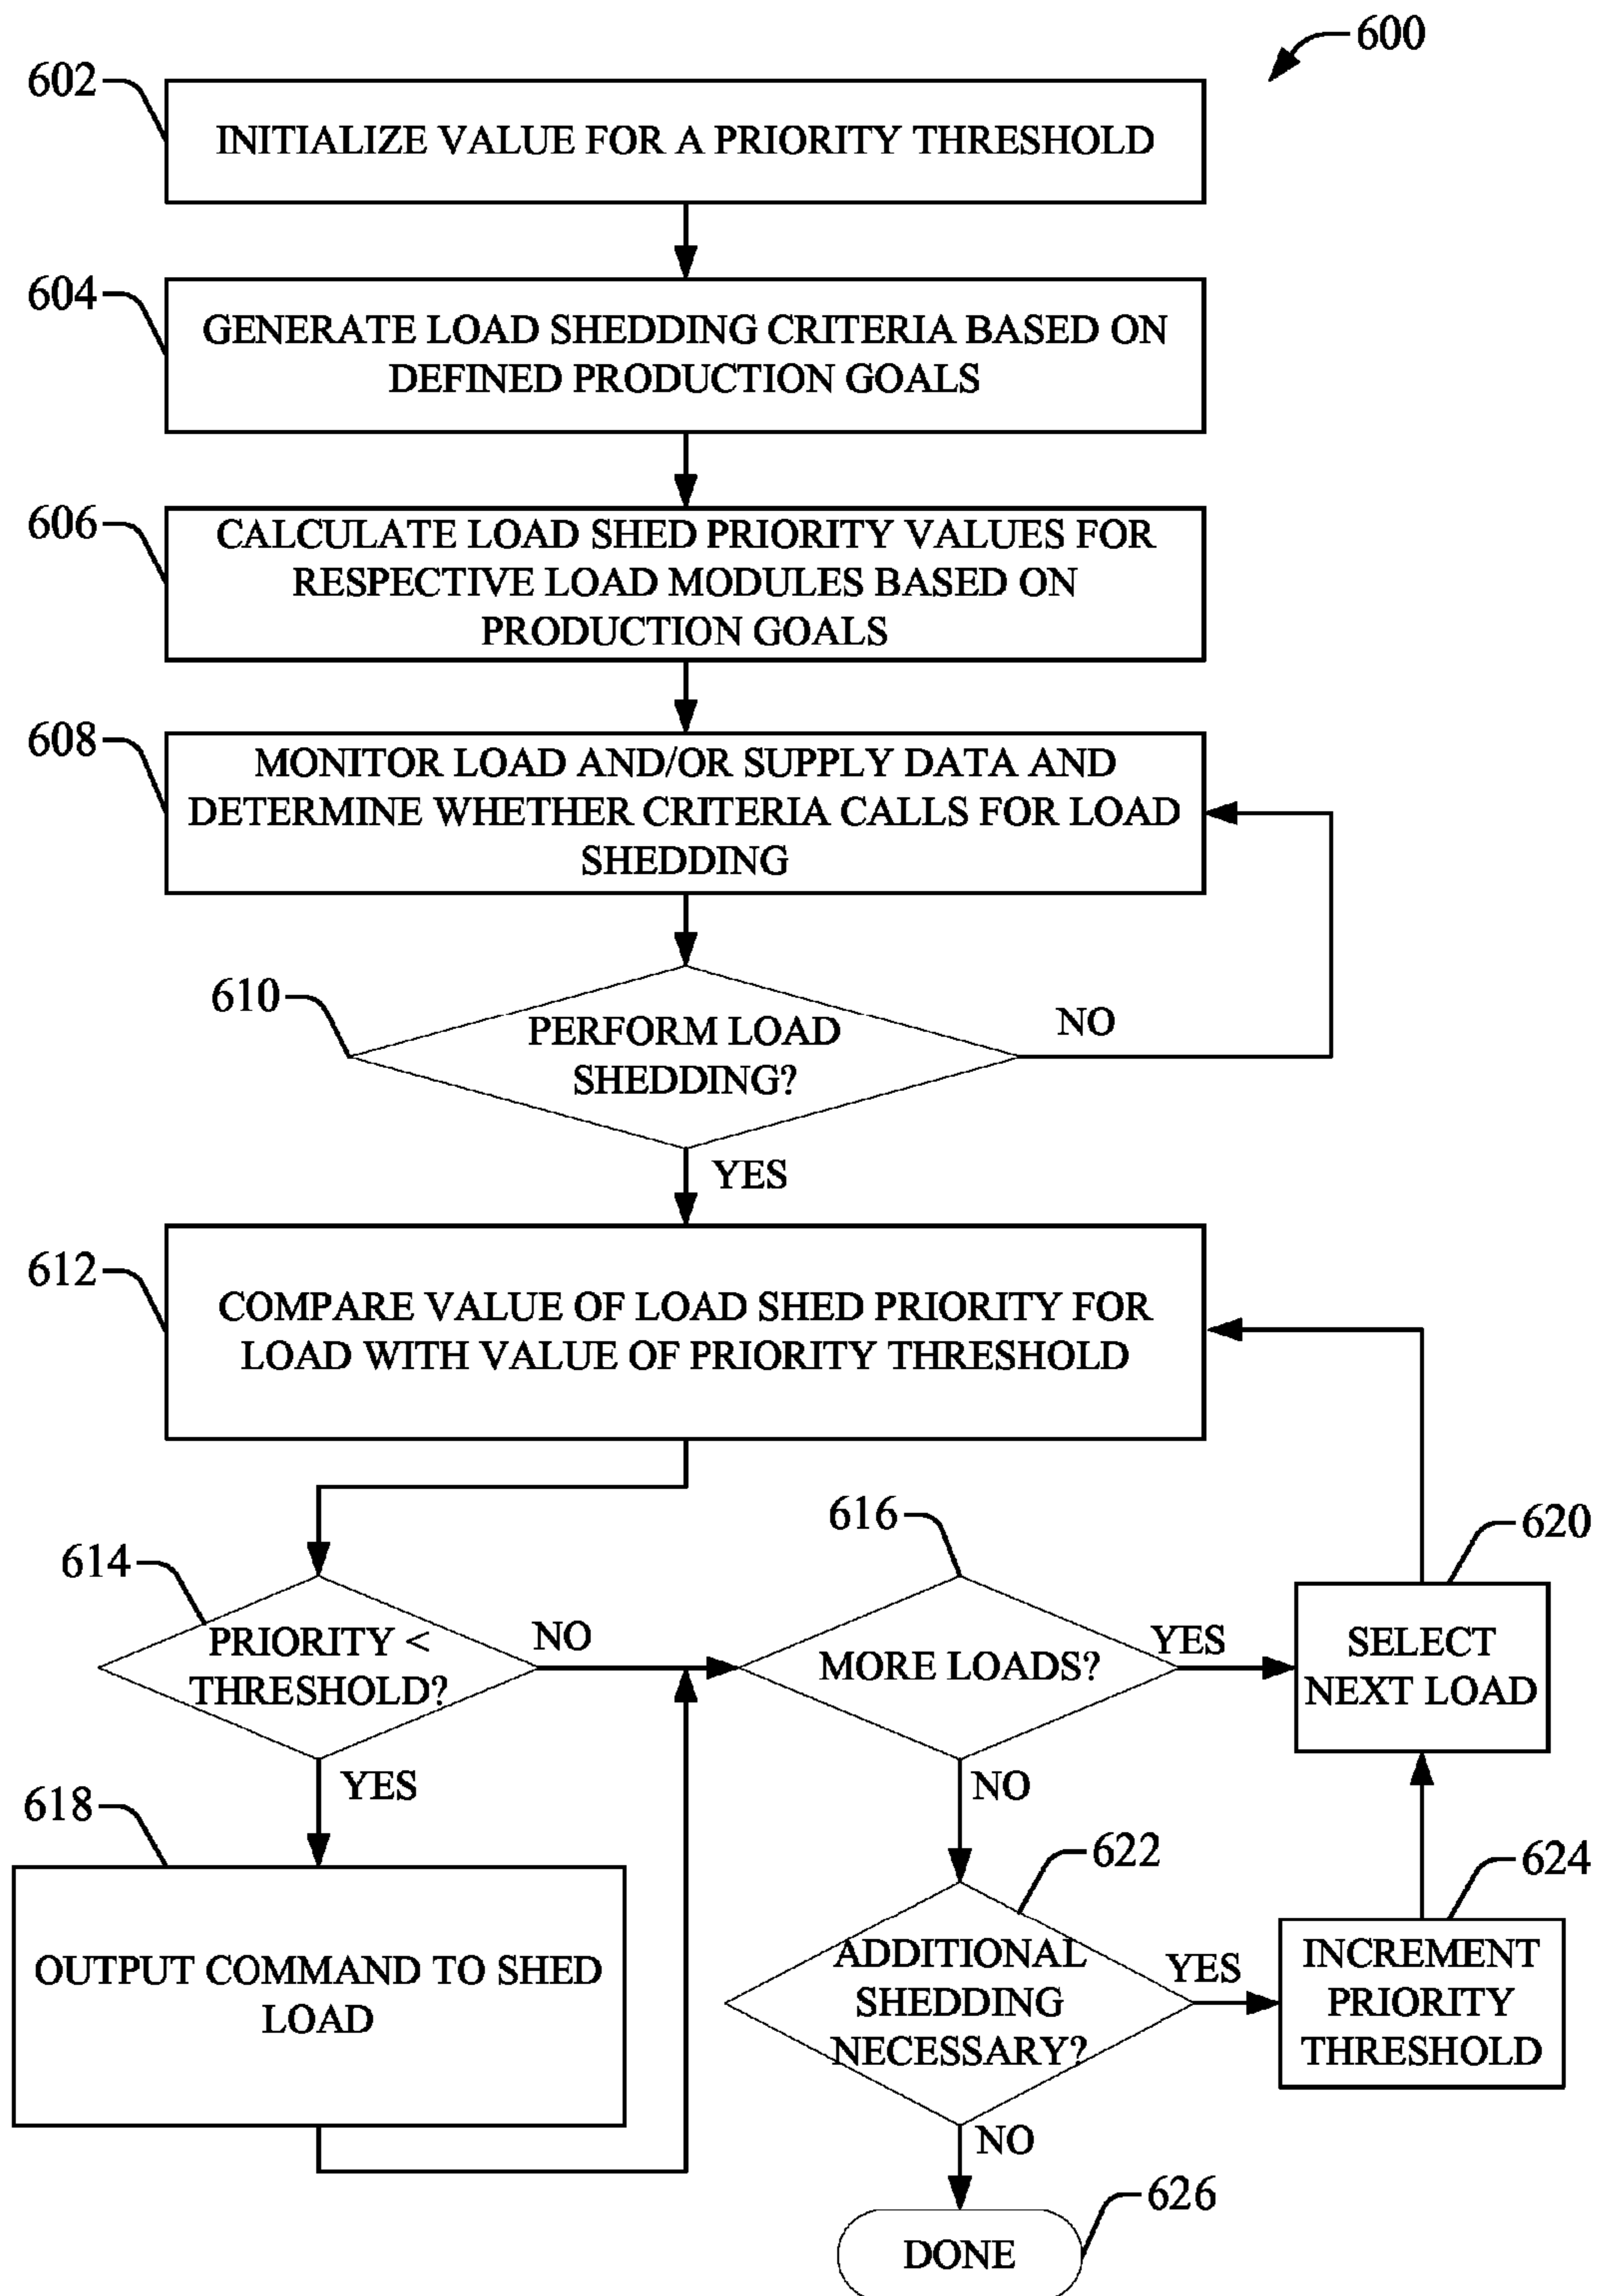 600
602
INITIALIZE VALUE FOR A PRIORITY THRESHOLD
604
GENERATE LOAD SHEDDING CRITERIA BASED ON
DEFINED PRODUCTION GOALS
606
CALCULATE LOAD SHED PRIORITY VALUES FOR
RESPECTIVE LOAD MODULES BASED ON
PRODUCTION GOALS
608
MONITOR LOAD AND/OR SUPPLY DATA AND
DETERMINE WHETHER CRITERIA CALLS FOR LOAD
SHEDDING
610
PERFORM LOAD
SHEDDING?
NO
YES
612
COMPARE VALUE OF LOAD SHED PRIORITY FOR
LOAD WITH VALUE OF PRIORITY THRESHOLD
614
PRIORITY <
THRESHOLD?
NO
YES
616
MORE LOADS?
YES
NO
620
SELECT
NEXT LOAD
618
OUTPUT COMMAND TO SHED
LOAD
622
ADDITIONAL
SHEDDING
NECESSARY?
YES
NO
624
INCREMENT
PRIORITY
THRESHOLD
626
DONE